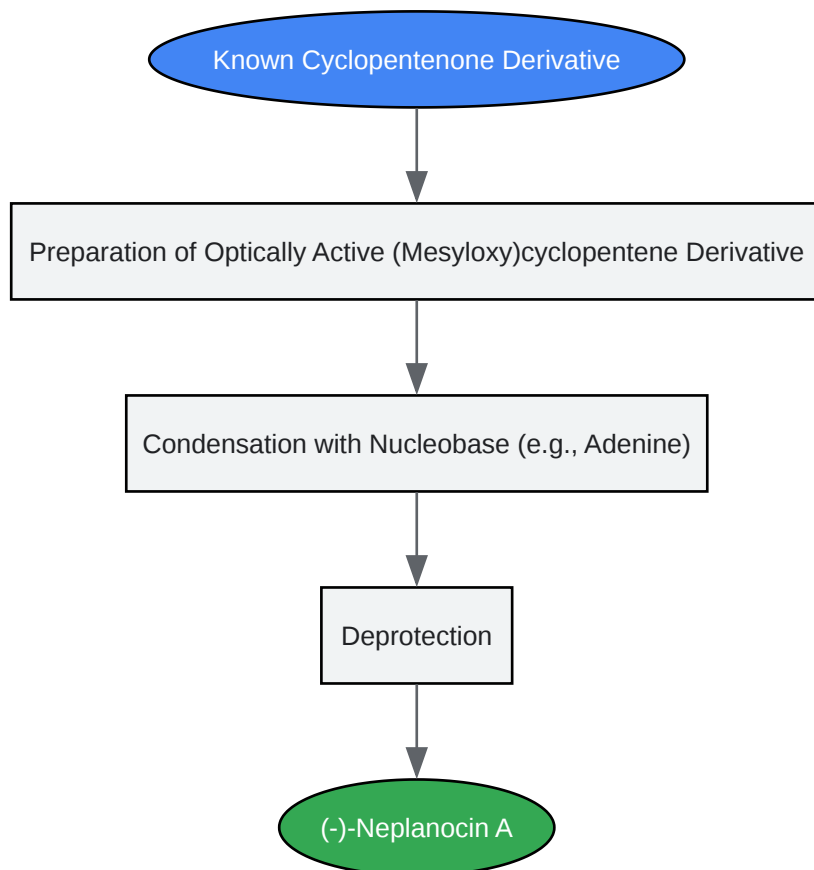 Known Cyclopentenone Derivative
Preparation of Optically Active (Mesyloxy)cyclopentene Derivative
Condensation with Nucleobase (e.g., Adenine)
Deprotection
(-)-Neplanocin A